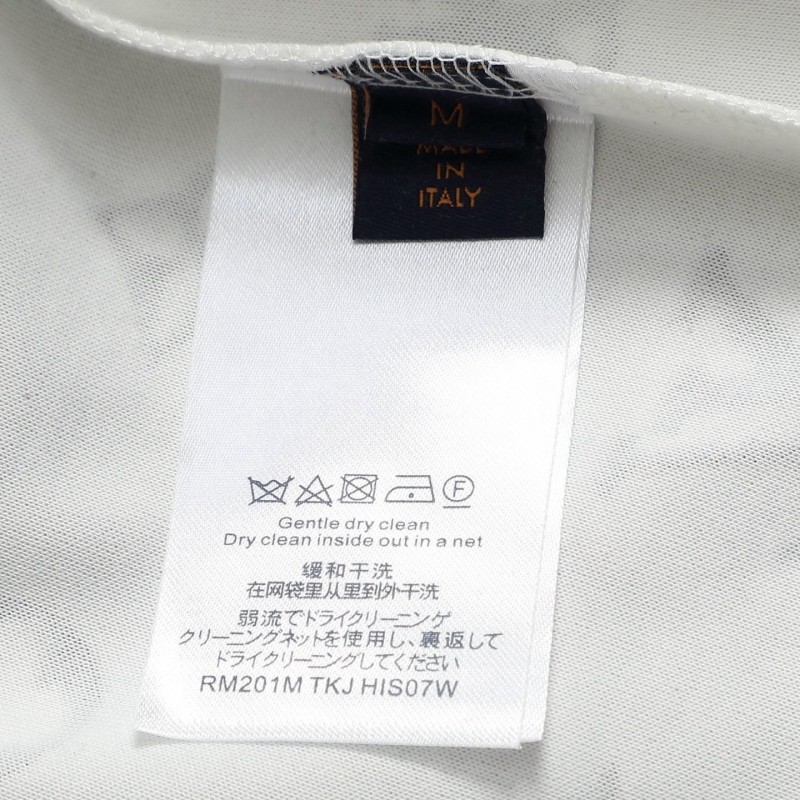 M
MADE
IN
ITALY
F
Gentle dry clean
Dry clean inside out in a net
缓和干洗
在网袋里从里到外干洗
弱流でドライクリーニンゲ
クリーニングネットを使用し、裏返して
ドライクリーニングしてください
RM201M TKJ HIS07W